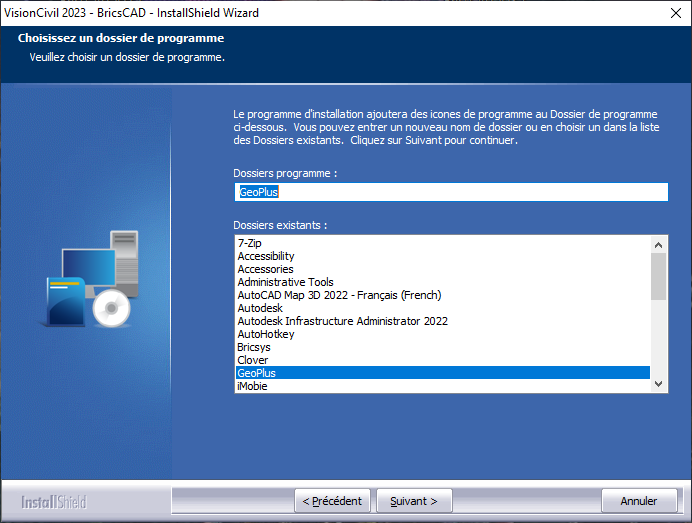 VisionCivil 2023 - BricsCAD - InstallShield Wizard
Choisissez un dossier de programme
Veuillez choisir un dossier de programme.
Le programme d'installation ajoutera des icones de programme au Dossier de programme
ci-dessous. Vous pouvez entrer un nouveau nom de dossier ou en choisir un dans la liste
des Dossiers existants. Cliquez sur Suivant pour continuer.
Dossiers programme :
GeoPlus
Dossiers existants :
7-Zip
Accessibility
Accessories
Administrative Tools
AutoCAD Map 3D 2022 - Français (French)
Autodesk
Autodesk Infrastructure Administrator 2022
AutoHotkey
Bricsys
Clover
GeoPlus
iMobie
InstallShield
< Précédent
Suivant >
Annuler